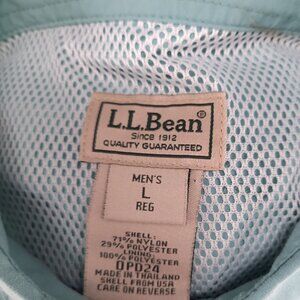 L.L.Bean®
Since 1912
QUALITY GUARANTEED
MEN'S
L
REG
SHELL:
71% NYLON
29% POLYESTER
LINING:
100% POLYESTER
0PD24
MADE IN THAILAND
SHELL FROM USA
CARE ON REVERSE